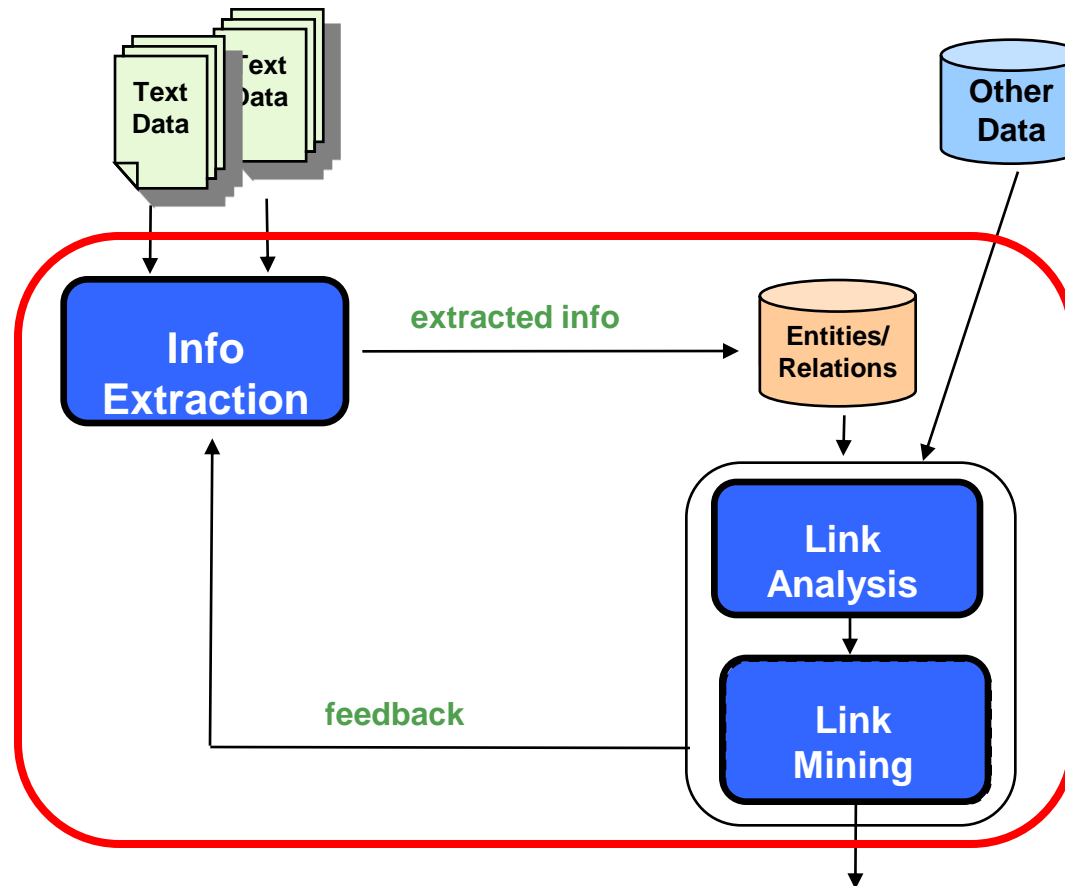 Text
Data
Text
Data
Other
Data
Info
Extraction
extracted info
Entities/
Relations
Link
Analysis
feedback
Link
Mining